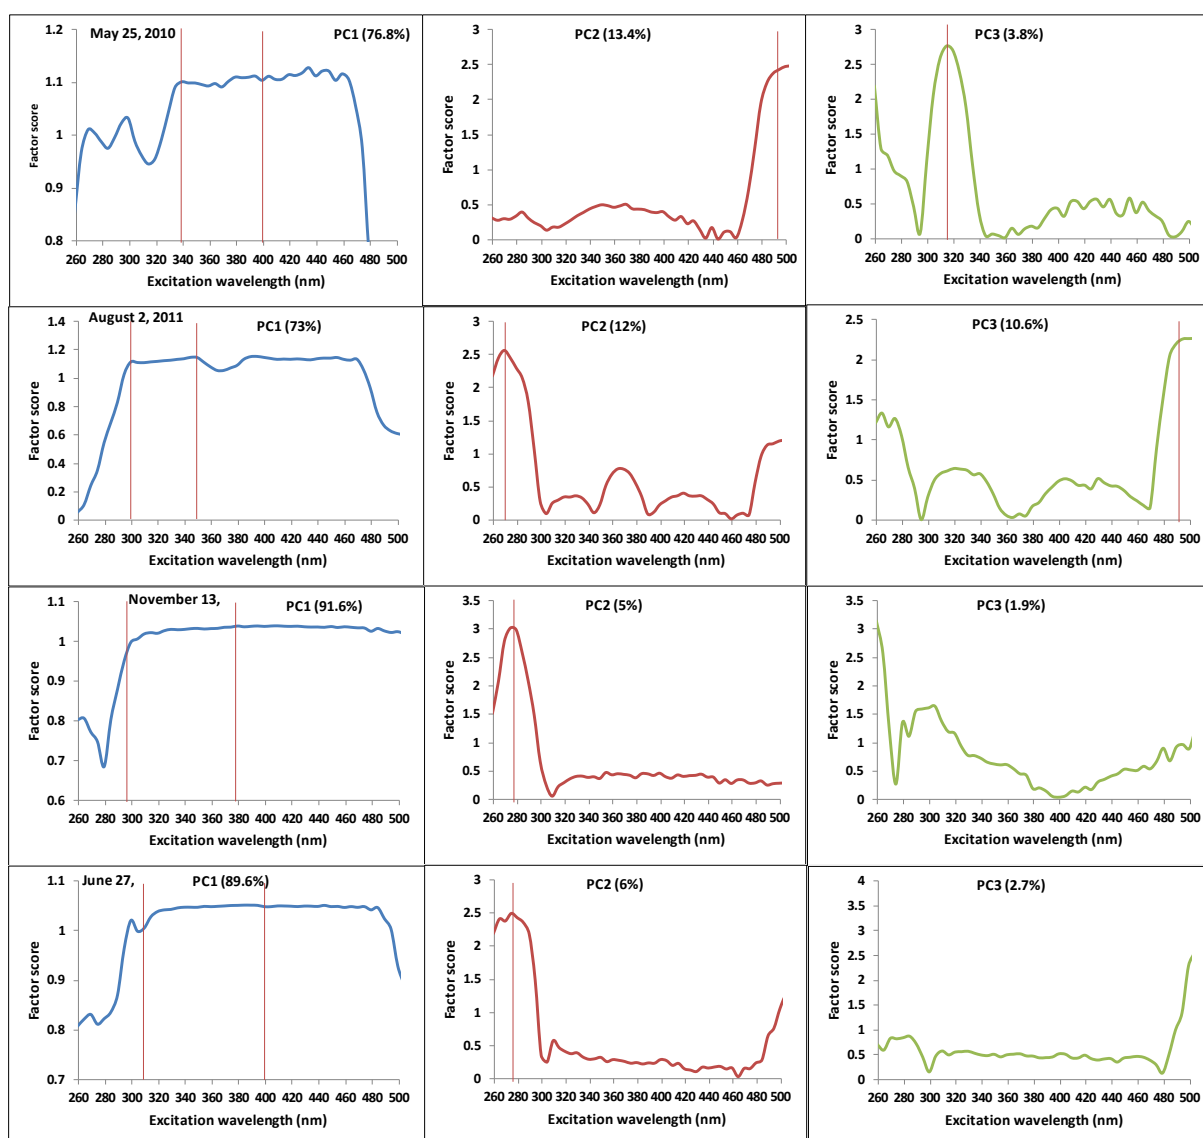 May 25, 2010 PC1 (76.8%)
1.2
1.1
1
0.9
0.8
Factor score
260 280 300 320 340 360 380 400 420 440 460 480 500
Excitation wavelength (nm)
PC2 (13.4%)
3
2.5
2
1.5
1
0.5
0
Factor score
260 280 300 320 340 360 380 400 420 440 460 480 500
Excitation wavelength (nm)
PC3 (3.8%)
3
2.5
2
1.5
1
0.5
0
Factor score
260 280 300 320 340 360 380 400 420 440 460 480 500
Excitation wavelength (nm)
August 2, 2011 PC1 (73%)
1.4
1.2
1
0.8
0.6
0.4
0.2
0
Factor score
260 280 300 320 340 360 380 400 420 440 460 480 500
Excitation wavelength (nm)
PC2 (12%)
3
2.5
2
1.5
1
0.5
0
Factor score
260 280 300 320 340 360 380 400 420 440 460 480 500
Excitation wavelength (nm)
PC3 (10.6%)
2.5
2
1.5
1
0.5
0
Factor score
260 280 300 320 340 360 380 400 420 440 460 480 500
Excitation wavelength (nm)
November 13, PC1 (91.6%)
1.1
1
0.9
0.8
0.7
0.6
Factor score
260 280 300 320 340 360 380 400 420 440 460 480 500
Excitation wavelength (nm)
PC2 (5%)
3.5
3
2.5
2
1.5
1
0.5
0
Factor score
260 280 300 320 340 360 380 400 420 440 460 480 500
Excitation wavelength (nm)
PC3 (1.9%)
3.5
3
2.5
2
1.5
1
0.5
0
Factor score
260 280 300 320 340 360 380 400 420 440 460 480 500
Excitation wavelength (nm)
June 27, PC1 (89.6%)
1.1
1
0.9
0.8
0.7
Factor score
260 280 300 320 340 360 380 400 420 440 460 480 500
Excitation wavelength (nm)
PC2 (6%)
3
2.5
2
1.5
1
0.5
0
Factor score
260 280 300 320 340 360 380 400 420 440 460 480 500
Excitation wavelength (nm)
PC3 (2.7%)
4
3.5
3
2.5
2
1.5
1
0.5
0
Factor score
260 280 300 320 340 360 380 400 420 440 460 480 500
Excitation wavelength (nm)